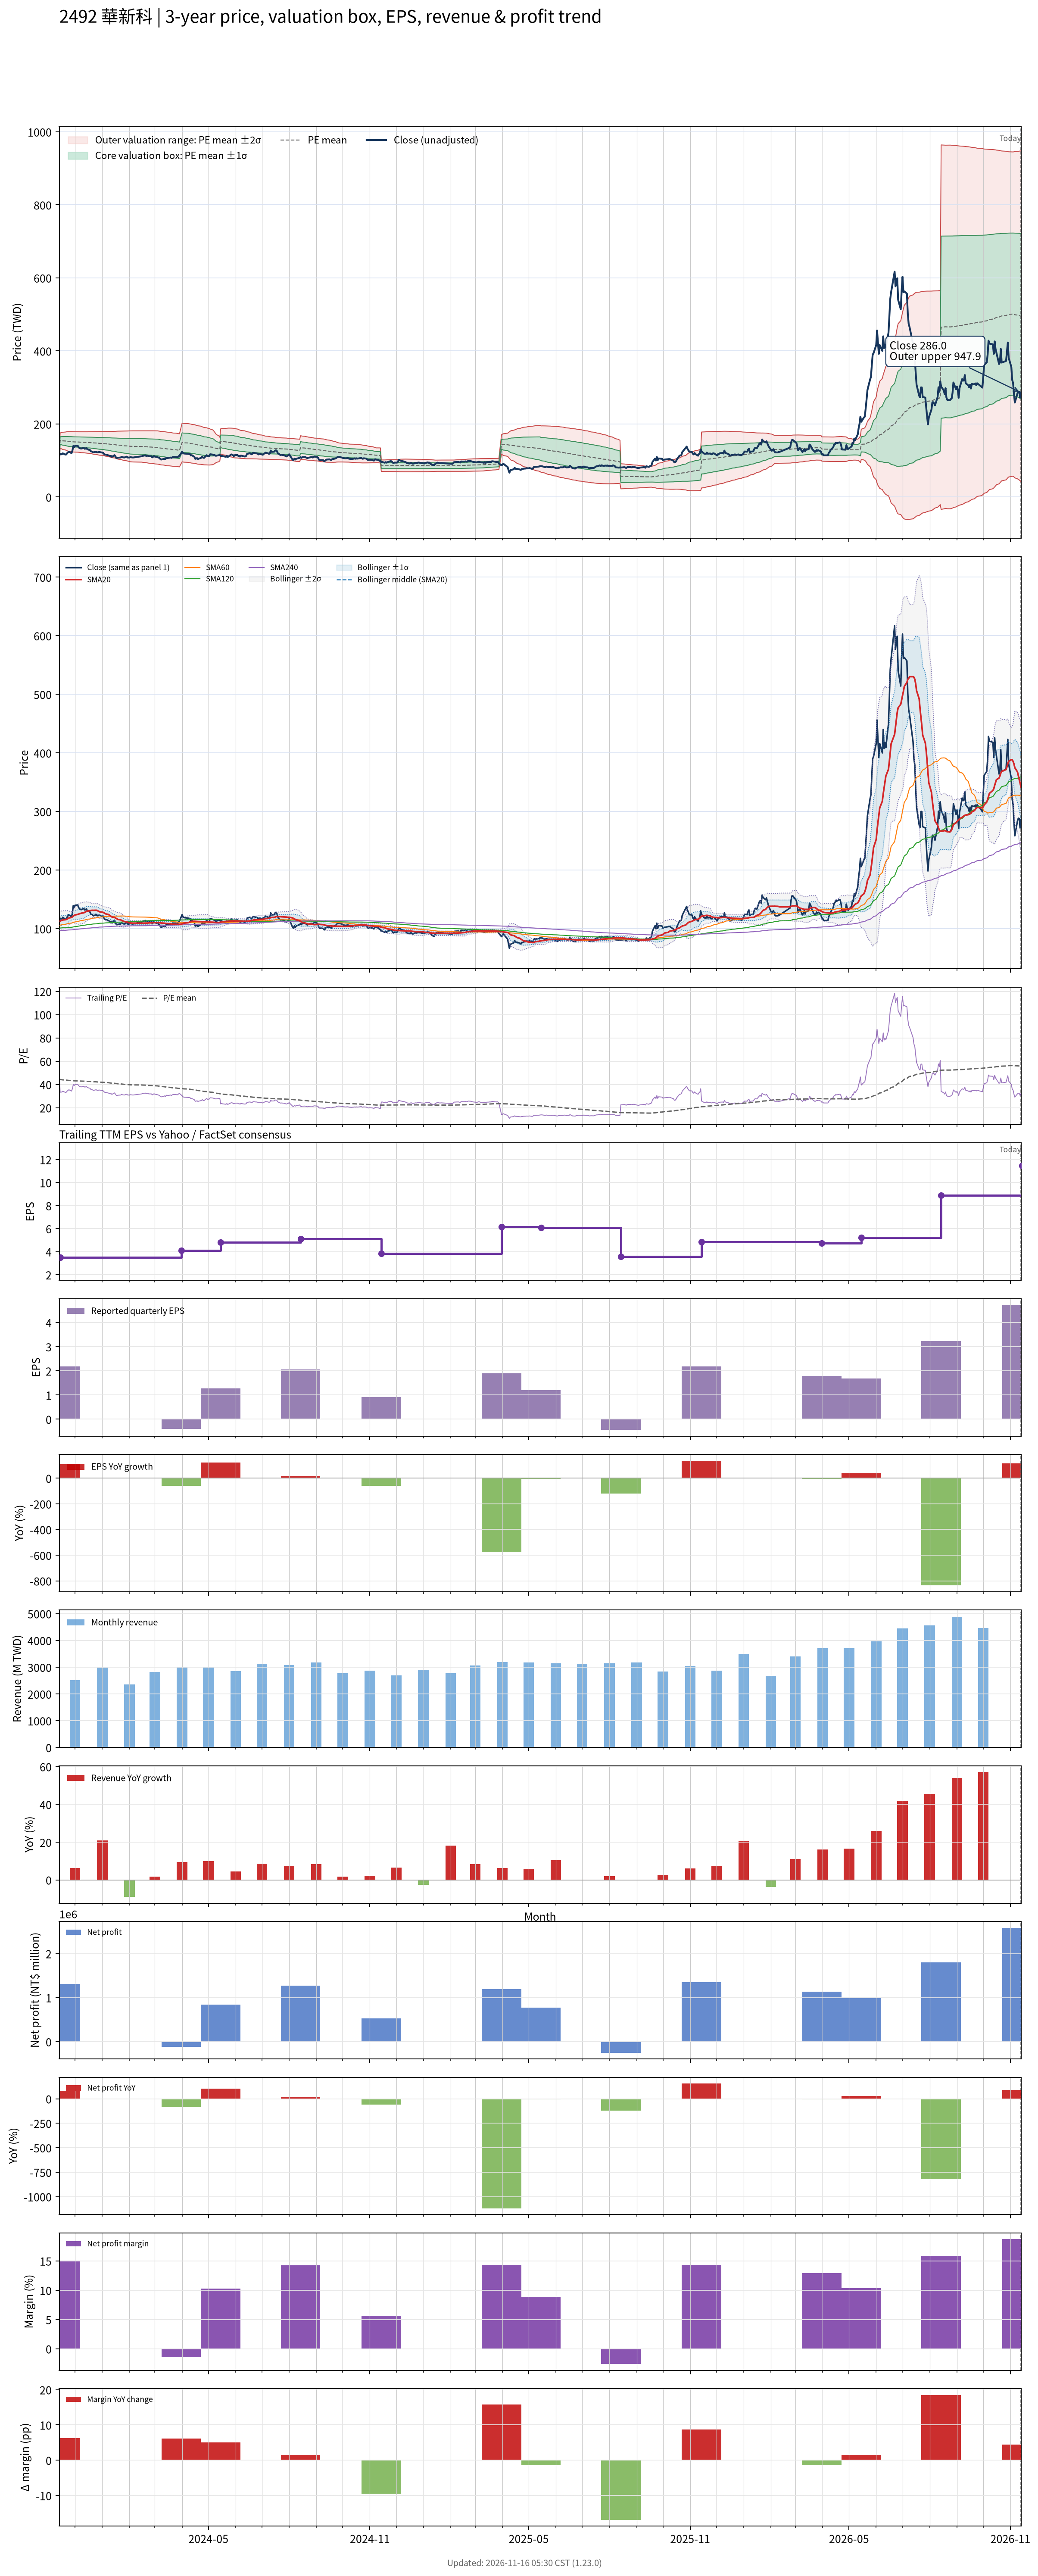 2492 華新科 | 3-year price, valuation box, EPS, revenue & profit trend
Outer valuation range: PE mean ±2σ
PE mean
Close (unadjusted)
Core valuation box: PE mean ±1σ
Today
1000
800
600
400
200
0
Price (TWD)
Close 286.0
Outer upper 947.9
Close (same as panel 1)
SMA60
SMA240
Bollinger ±1σ
SMA20
SMA120
Bollinger ±2σ
Bollinger middle (SMA20)
700
600
500
400
300
200
100
Price
Trailing P/E
P/E mean
120
100
80
60
40
20
P/E
Trailing TTM EPS vs Yahoo / FactSet consensus
Today
12
10
8
6
4
2
EPS
Reported quarterly EPS
4
3
2
1
0
EPS
EPS YoY growth
0
-200
-400
-600
-800
YoY (%)
Monthly revenue
5000
4000
3000
2000
1000
0
Revenue (M TWD)
Revenue YoY growth
60
40
20
0
YoY (%)
Month
1e6
Net profit
2
1
0
Net profit (NT$ million)
Net profit YoY
0
-250
-500
-750
-1000
YoY (%)
Net profit margin
15
10
5
0
Margin (%)
Margin YoY change
20
10
0
-10
Δ margin (pp)
2024-05
2024-11
2025-05
2025-11
2026-05
2026-11
Updated: 2026-11-16 05:30 CST (1.23.0)